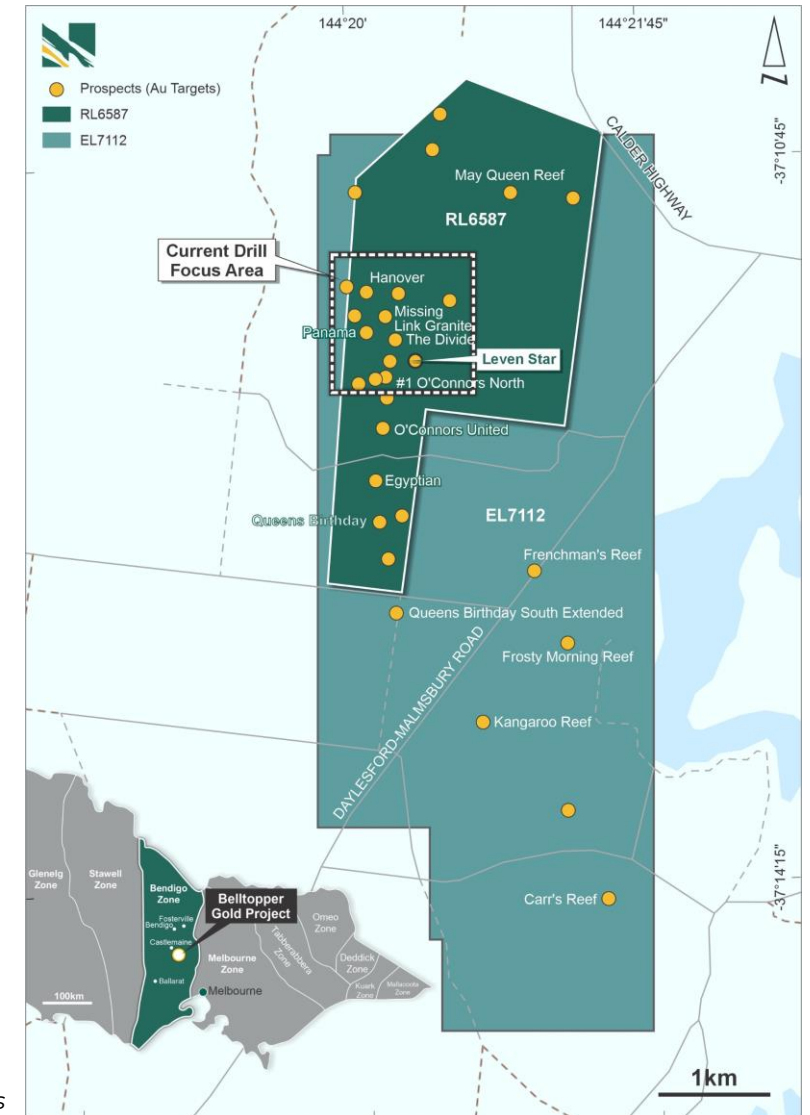 144°20'
144°21'45"
Prospects (Au Targets)
RL6587
EL7112
N
-37°10'45"
CALDER HIGHWAY
May Queen Reef
RL6587
Current Drill
Focus Area
Hanover
Missing
Link Granite
Panama
The Divide
Leven Star
#1 O'Connors North
O'Connors United
Egyptian
Queens Birthday
EL7112
Frenchman's Reef
Queens Birthday South Extended
Frosty Morning Reef
Kangaroo Reef
DAYLESFORD-MALMSBURY ROAD
-37°14'15"
Carr's Reef
Glenelg
Zone
Stawell
Zone
Bendigo
Zone
Fosterville
Bendigo
Castlemaine
Ballarat
Belltopper
Gold Project
Melbourne
Zone
Melbourne
Tabberabbera
Zone
Omeo
Zone
Deddick
Zone
Kuark
Zone
Mallacoota
Zone
100km
1km
s